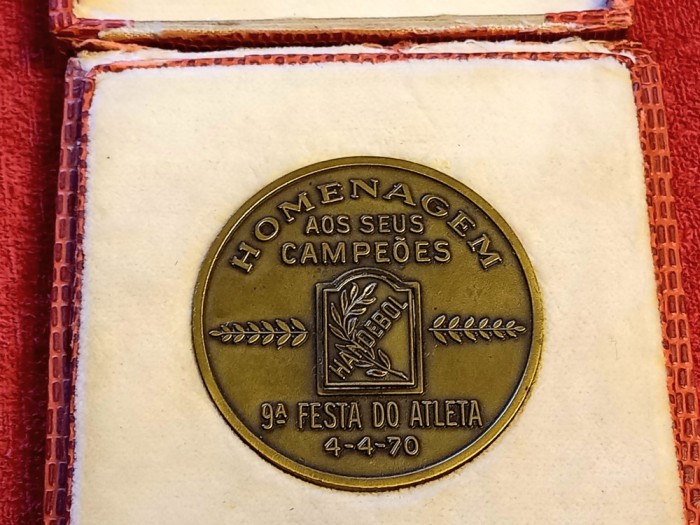 HOMENAGEM
AOS SEUS
CAMPEÕES
HANDEBOL
9ª FESTA DO ATLETA
4-4-70